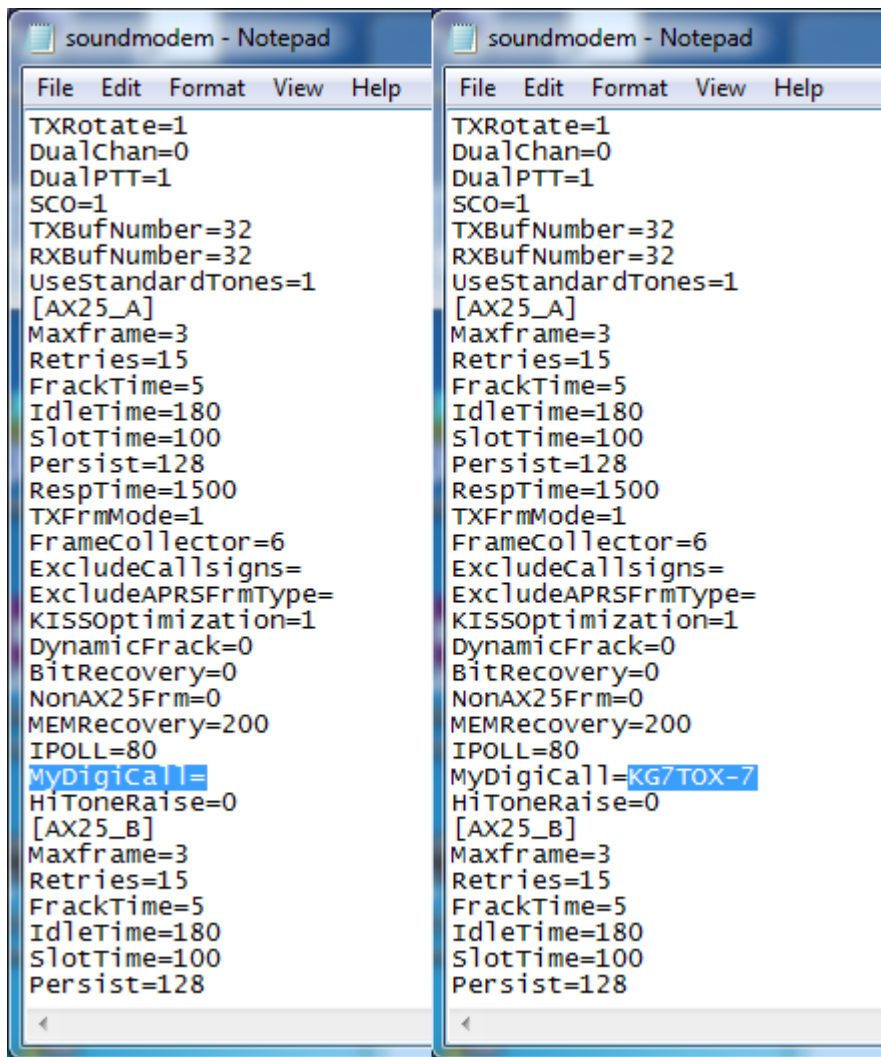 soundmodem - Notepad
File Edit Format View Help
TXRotate=1
DualChan=0
DualPTT=1
SCO=1
TXBufNumber=32
RXBufNumber=32
UseStandardTones=1
[AX25_A]
Maxframe=3
Retries=15
FrackTime=5
IdleTime=180
SlotTime=100
Persist=128
RespTime=1500
TXFrmMode=1
FrameCollector=6
ExcludeCallsigns=
ExcludeAPRSFrmType=
KISSOptimization=1
DynamicFrack=0
BitRecovery=0
NonAX25Frm=0
MEMRecovery=200
IPOLL=80
MyDigiCall=
HiToneRaise=0
[AX25_B]
Maxframe=3
Retries=15
FrackTime=5
IdleTime=180
SlotTime=100
Persist=128
soundmodem - Notepad
File Edit Format View Help
TXRotate=1
DualChan=0
DualPTT=1
SCO=1
TXBufNumber=32
RXBufNumber=32
UseStandardTones=1
[AX25_A]
Maxframe=3
Retries=15
FrackTime=5
IdleTime=180
SlotTime=100
Persist=128
RespTime=1500
TXFrmMode=1
FrameCollector=6
ExcludeCallsigns=
ExcludeAPRSFrmType=
KISSOptimization=1
DynamicFrack=0
BitRecovery=0
NonAX25Frm=0
MEMRecovery=200
IPOLL=80
MyDigiCall=KG7TOX-7
HiToneRaise=0
[AX25_B]
Maxframe=3
Retries=15
FrackTime=5
IdleTime=180
SlotTime=100
Persist=128